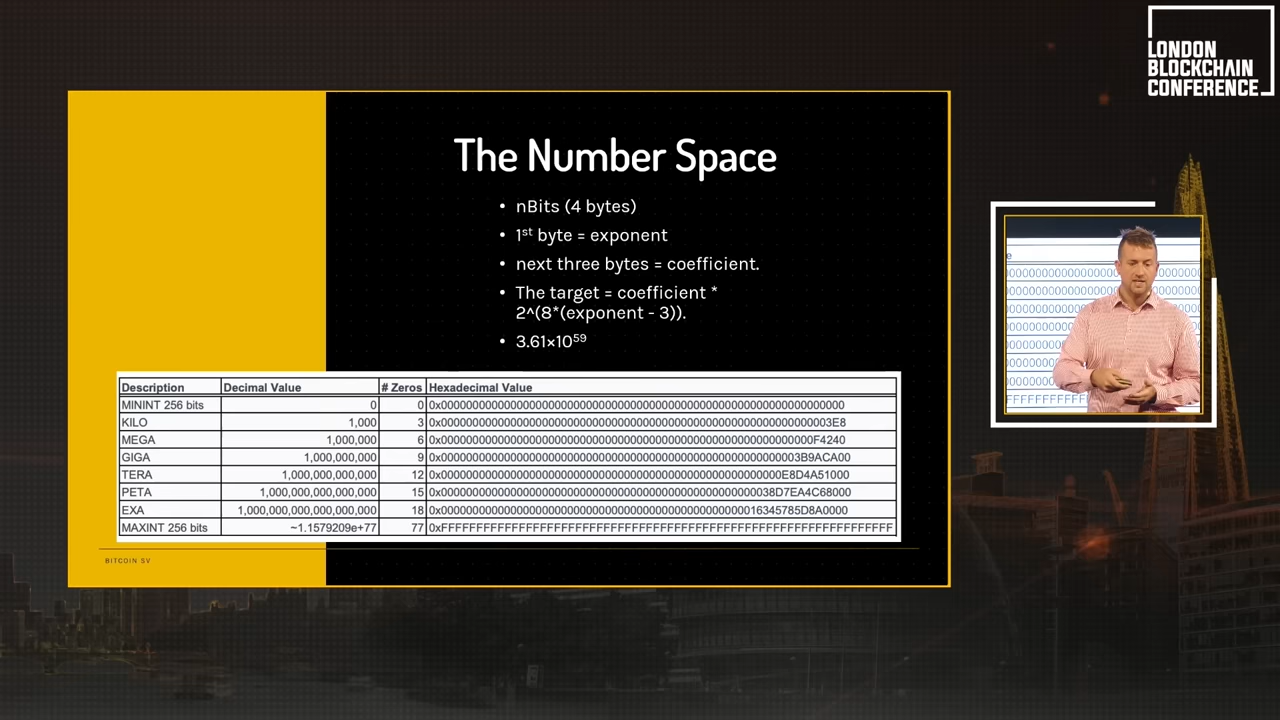 LONDON
BLOCKCHAIN
CONFERENCE
The Number Space
• nBits (4 bytes)
• 1st byte = exponent
• next three bytes = coefficient.
• The target = coefficient *
2^(8*(exponent - 3)).
• 3.61×10⁵⁹
Description Decimal Value # Zeros Hexadecimal Value
MININT 256 bits 0 0 0x0000000000000000000000000000000000000000000000000000000000000000
KILO 1,000 3 0x00000000000000000000000000000000000000000000000000000000000003E8
MEGA 1,000,000 6 0x00000000000000000000000000000000000000000000000000000000000F4240
GIGA 1,000,000,000 9 0x000000000000000000000000000000000000000000000000000000003B9ACA00
TERA 1,000,000,000,000 12 0x000000000000000000000000000000000000000000000000000000E8D4A51000
PETA 1,000,000,000,000,000 15 0x00000000000000000000000000000000000000000000000000038D7EA4C68000
EXA 1,000,000,000,000,000,000 18 0x0000000000000000000000000000000000000000000000000016345785D8A0000
MAXINT 256 bits ~1.1579209e+77 77 0xFFFFFFFFFFFFFFFFFFFFFFFFFFFFFFFFFFFFFFFFFFFFFFFFFFFFFFFFFFFFFFFF
BITCOIN SV